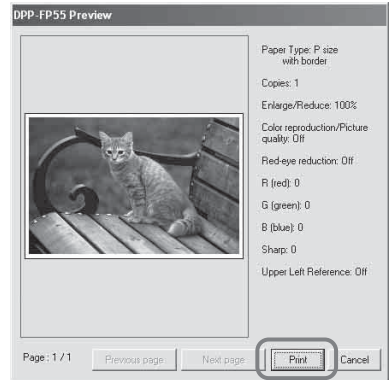 DPP-FP55 Preview
Paper Type: P size
with border
Copies: 1
Enlarge/Reduce: 100%
Color reproduction/Picture
quality: Off
Red-eye reduction: Off
R (red): 0
G (green): 0
B (blue): 0
Sharp: 0
Upper Left Reference: Off
Page : 1 / 1
Previous page
Next page
Print
Cancel